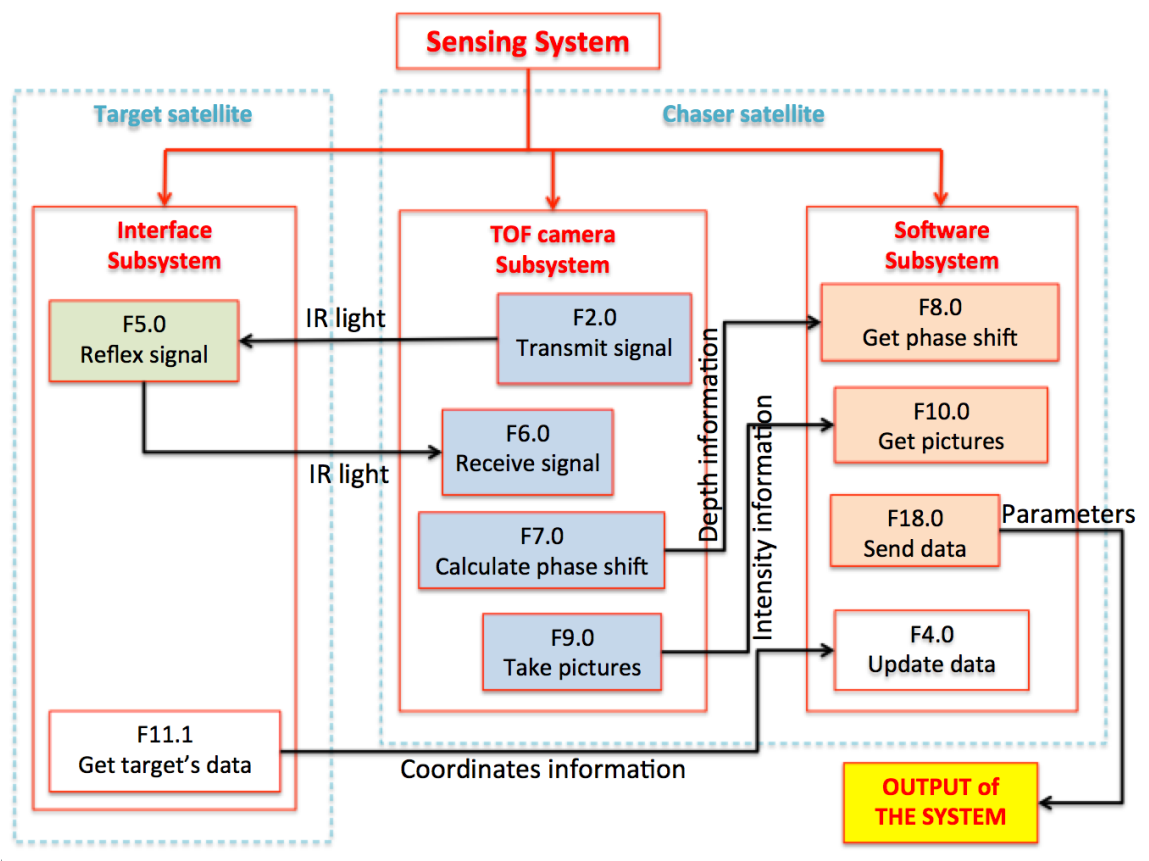 Sensing System
Target satellite
Chaser satellite
Interface
Subsystem
F5.0
Reflex signal
F11.1
Get target's data
IR light
IR light
TOF camera
Subsystem
F2.0
Transmit signal
F6.0
Receive signal
F7.0
Calculate phase shift
F9.0
Take pictures
Depth information
Intensity information
Coordinates information
Software
Subsystem
F8.0
Get phase shift
F10.0
Get pictures
F18.0
Send data
Parameters
F4.0
Update data
OUTPUT of
THE SYSTEM